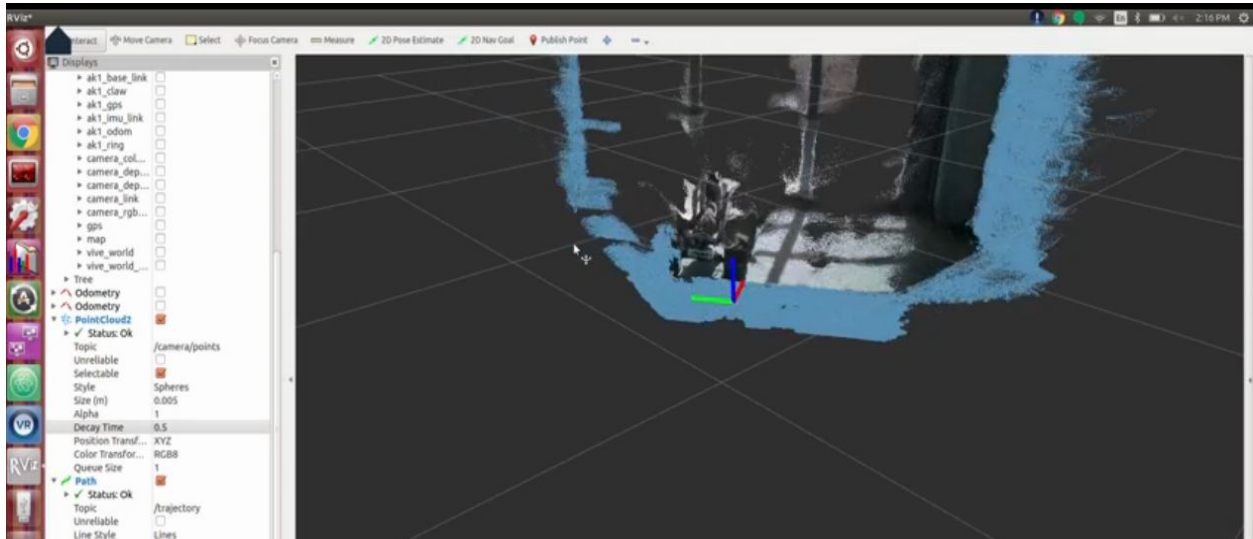 RViz*
En 2:16 PM
Interact Move Camera Select Focus Camera Measure 2D Pose Estimate 2D Nav Goal Publish Point
Displays
ak1_base_link
ak1_claw
ak1_gps
ak1_imu_link
ak1_odom
ak1_ring
camera_col...
camera_dep...
camera_dep...
camera_link
camera_rgb...
gps
map
vive_world
vive_world_...
Tree
Odometry
Odometry
PointCloud2
Status: Ok
Topic /camera/points
Unreliable
Selectable
Style Spheres
Size (m) 0.005
Alpha 1
Decay Time 0.5
Position Transf... XYZ
Color Transfor... RGB8
Queue Size 1
Path
Status: Ok
Topic /trajectory
Unreliable
Line Style Lines
VR
RViz